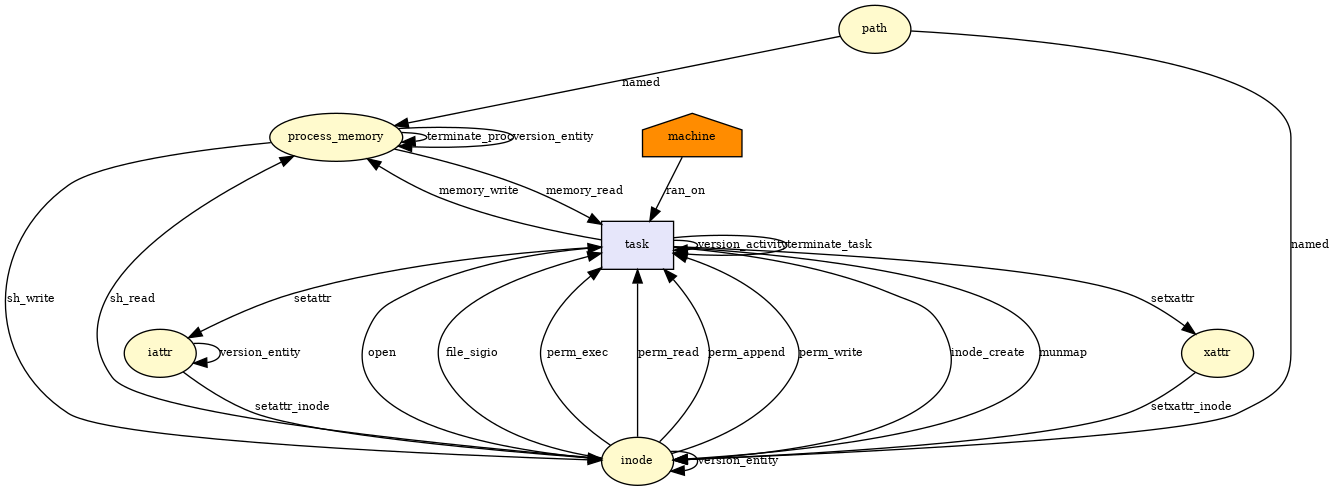 path
named
process_memory
terminate_proc
version_entity
machine
memory_write
memory_read
ran_on
task
version_activity
terminate_task
named
sh_write
sh_read
setattr
setxattr
iattr
version_entity
open
file_sigio
perm_exec
perm_read
perm_append
perm_write
inode_create
munmap
xattr
setattr_inode
setxattr_inode
inode
version_entity